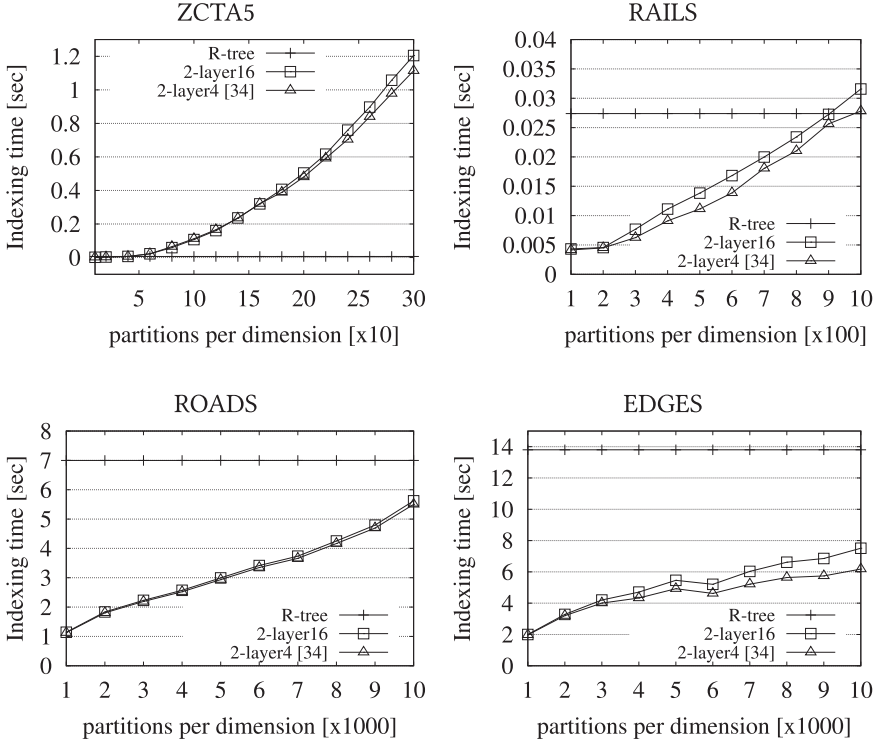 ZCTA5
Indexing time [sec]
1.2
1
0.8
0.6
0.4
0.2
0
R-tree
2-layer16
2-layer4 [34]
5 10 15 20 25 30
partitions per dimension [x10]
RAILS
Indexing time [sec]
0.04
0.035
0.03
0.025
0.02
0.015
0.01
0.005
0
R-tree
2-layer16
2-layer4 [34]
1 2 3 4 5 6 7 8 9 10
partitions per dimension [x100]
ROADS
Indexing time [sec]
8
7
6
5
4
3
2
1
0
R-tree
2-layer16
2-layer4 [34]
1 2 3 4 5 6 7 8 9 10
partitions per dimension [x1000]
EDGES
Indexing time [sec]
14
12
10
8
6
4
2
0
R-tree
2-layer16
2-layer4 [34]
1 2 3 4 5 6 7 8 9 10
partitions per dimension [x1000]